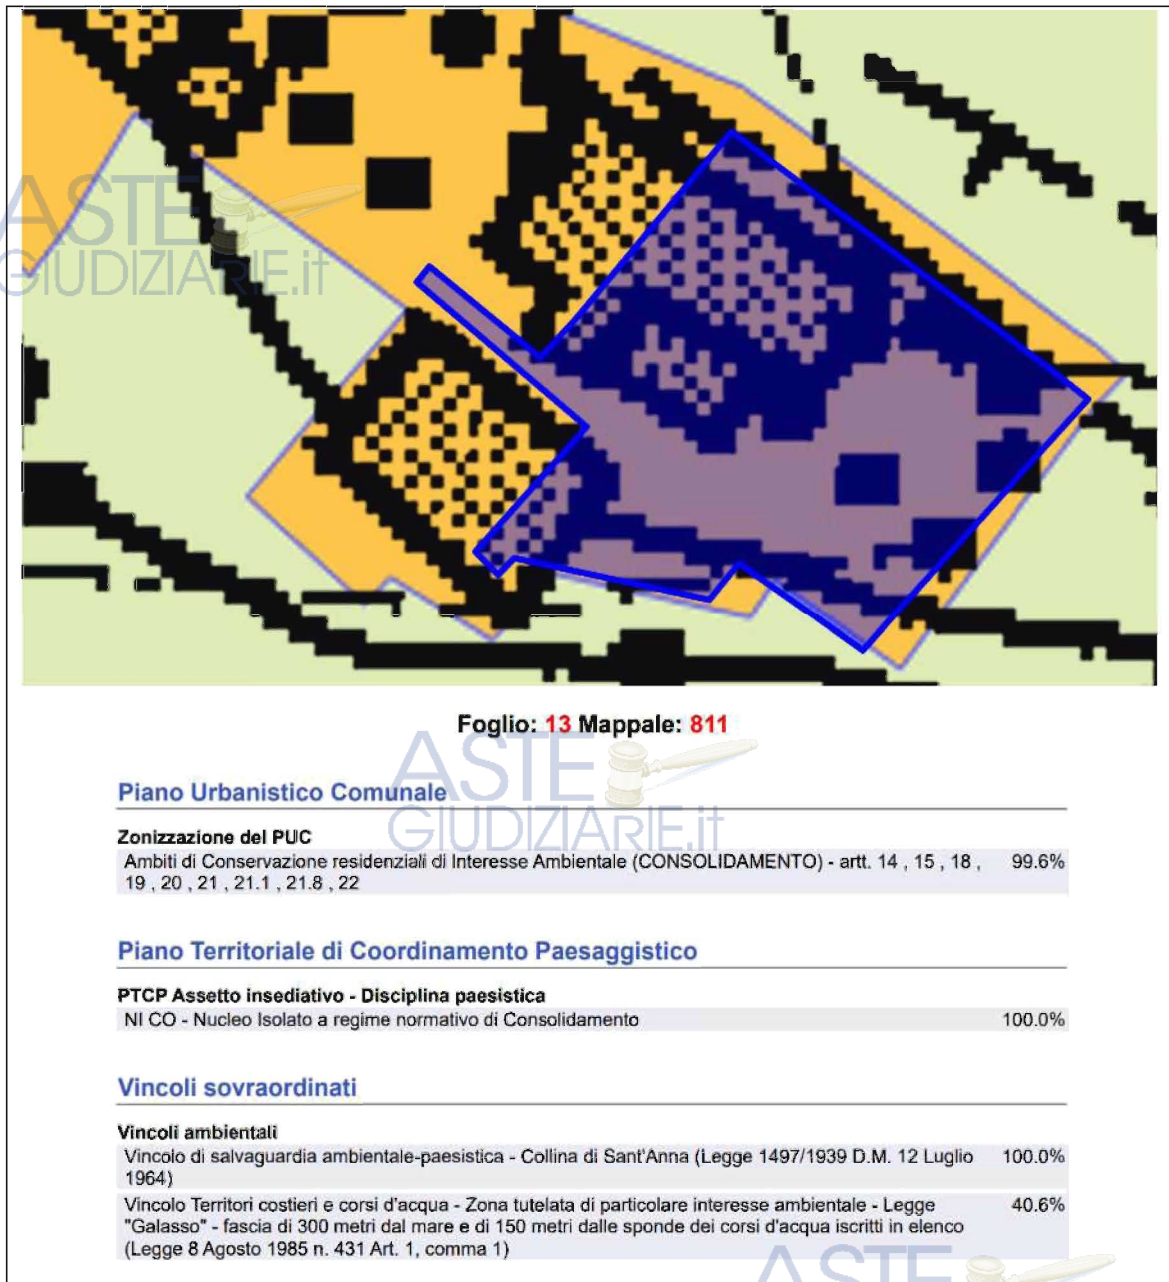 ASTE
GIUDIZIARIE.it
Foglio: 13 Mappale: 811
ASTE
GIUDIZIARIE.it
Piano Urbanistico Comunale
Zonizzazione del PUC
Ambiti di Conservazione residenziali di Interesse Ambientale (CONSOLIDAMENTO) - artt. 14 , 15 , 18 , 99.6%
19 , 20 , 21 , 21.1 , 21.8 , 22
Piano Territoriale di Coordinamento Paesaggistico
PTCP Assetto insediativo - Disciplina paesistica
NI CO - Nucleo Isolato a regime normativo di Consolidamento 100.0%
Vincoli sovraordinati
Vincoli ambientali
Vincolo di salvaguardia ambientale-paesistica - Collina di Sant'Anna (Legge 1497/1939 D.M. 12 Luglio 100.0%
1964)
Vincolo Territori costieri e corsi d'acqua - Zona tutelata di particolare interesse ambientale - Legge 40.6%
"Galasso" - fascia di 300 metri dal mare e di 150 metri dalle sponde dei corsi d'acqua iscritti in elenco
(Legge 8 Agosto 1985 n. 431 Art. 1, comma 1)
ASTE